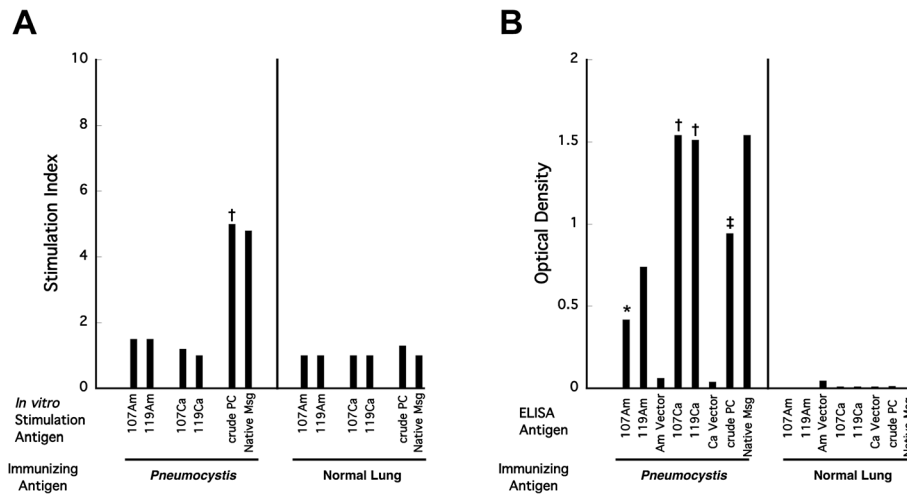 A
10
8
6
4
2
0
Stimulation Index
†
In vitro
Stimulation
Antigen
107Am
119Am
107Ca
119Ca
crude PC
Native Msg
107Am
119Am
107Ca
119Ca
crude PC
Native Msg
Immunizing
Antigen
Pneumocystis
Normal Lung
B
2
1.5
1
0.5
0
Optical Density
*
†
†
‡
ELISA
Antigen
107Am
119Am
Am Vector
107Ca
119Ca
Ca Vector
crude PC
Native Msg
107Am
119Am
Am Vector
107Ca
119Ca
Ca Vector
crude PC
Native Msg
Immunizing
Antigen
Pneumocystis
Normal Lung